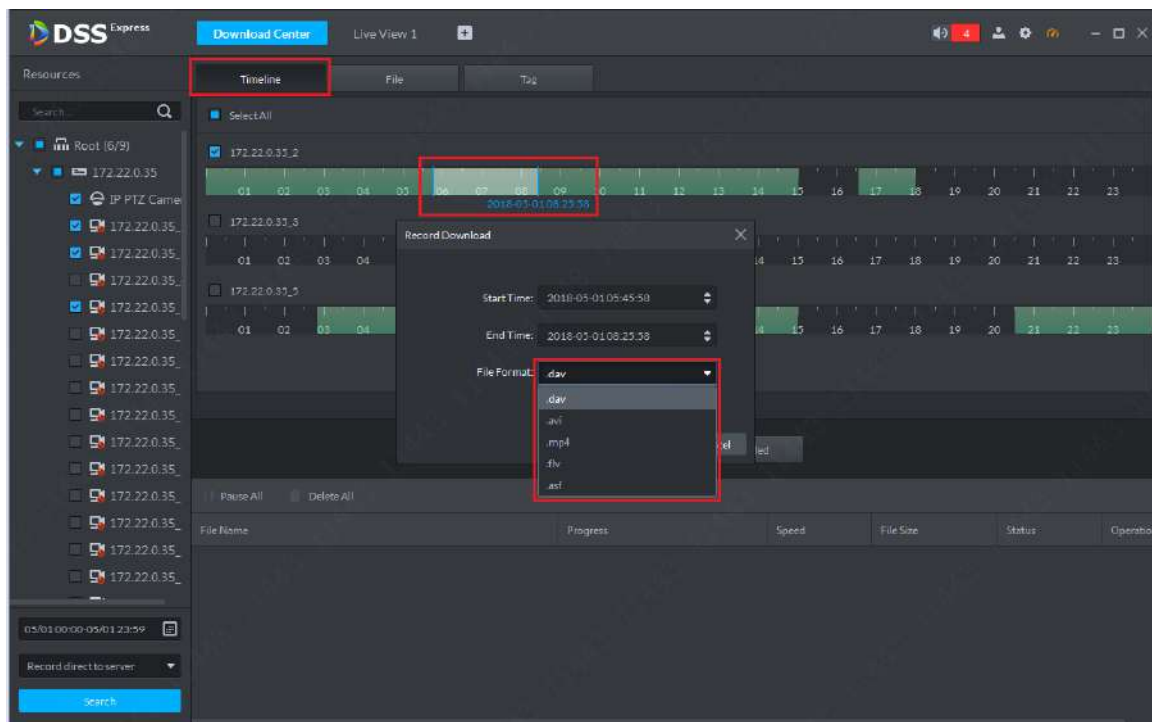 DSS Express
Download Center
Live View 1
4
Resources
Timeline
File
Tag
Search...
Select All
Root (6/9)
172.22.0.35
IP PTZ Came
172.22.0.35_
172.22.0.35_
172.22.0.35_
172.22.0.35_
172.22.0.35_
172.22.0.35_
172.22.0.35_
172.22.0.35_
172.22.0.35_
172.22.0.35_
172.22.0.35_
172.22.0.35_
172.22.0.35_
172.22.0.35_
172.22.0.35_2
01 02 03 04 05 06 07 08 09 10 11 12 13 14 15 16 17 18 19 20 21 22 23
2018-05-01 08:25:58
172.22.0.35_3
01 02 03 04 14 15 16 17 18 19 20 21 22 23
172.22.0.35_5
01 02 03 04 14 15 16 17 18 19 20 21 22 23
Record Download
Start Time: 2018-05-01 05:45:58
End Time: 2018-05-01 08:25:58
File Format: .dav
.dav
.avi
.mp4
.flv
.asf
Pause All
Delete All
File Name Progress Speed File Size Status Operatio
05/01 00:00-05/01 23:59
Record direct to server
Search